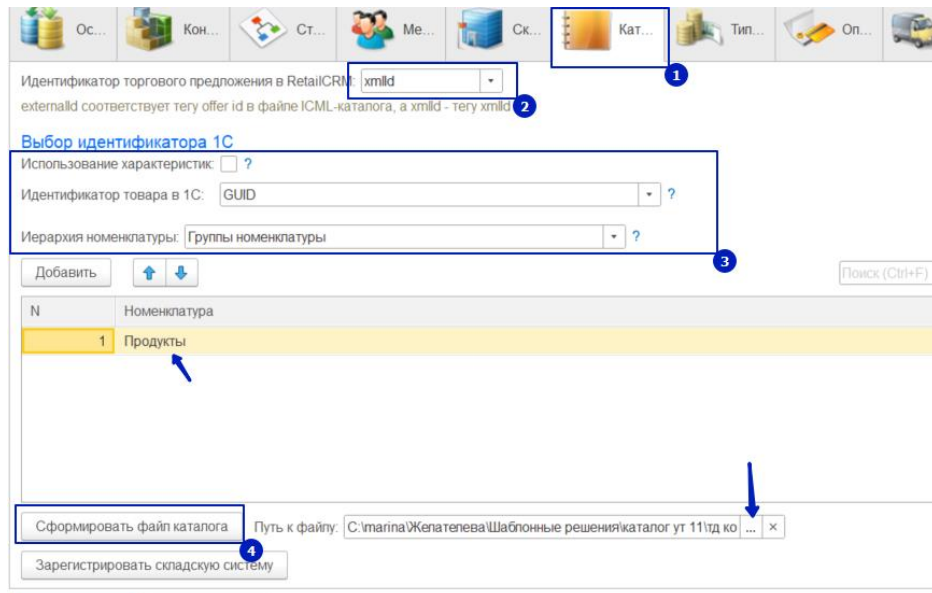 Ос... Кон... Ст... Ме... Ск... Кат... Тип... Оп...
1
Идентификатор торгового предложения в RetailCRM: xmlId
externalId соответствует тегу offer id в файле ICML-каталога, а xmlId - тегу xmlId 2
Выбор идентификатора 1С
Использование характеристик: ?
Идентификатор товара в 1С: GUID ?
Иерархия номенклатуры: Группы номенклатуры ?
3
Добавить Поиск (Ctrl+F)
N Номенклатура
1 Продукты
Сформировать файл каталога Путь к файлу: C:\marina\Желателева\Шаблонные решения\каталог ут 11\тд ко ... ×
4
Зарегистрировать складскую систему